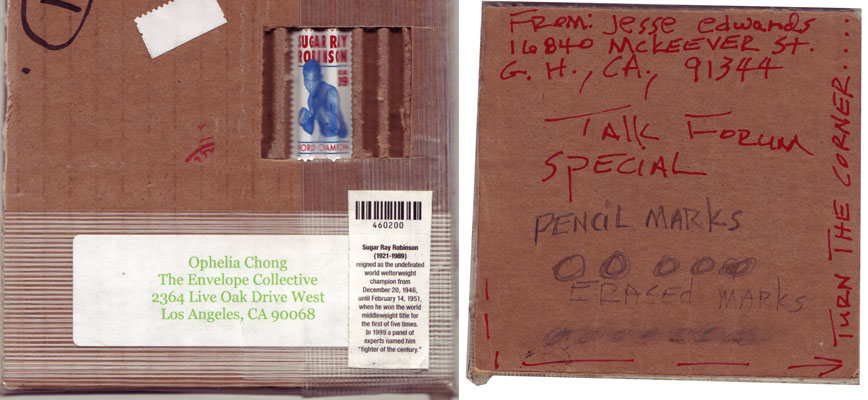 SUGAR RAY
ROBINSON
WORLD CHAMPION
Ophelia Chong
The Envelope Collective
2364 Live Oak Drive West
Los Angeles, CA 90068
460200
Sugar Ray Robinson
(1921-1989)
reigned as the undefeated
world welterweight
champion from
December 20, 1946,
until February 14, 1951,
when he won the world
middleweight title for
the first of five times.
In 1999 a panel of
experts named him
"fighter of the century."
From: Jesse edwards
16840 McKeever St.
G. H., CA., 91344
Talk Forum
SPECIAL
PENCIL MARKS
ERASED MARKS
TURN THE CORNER....